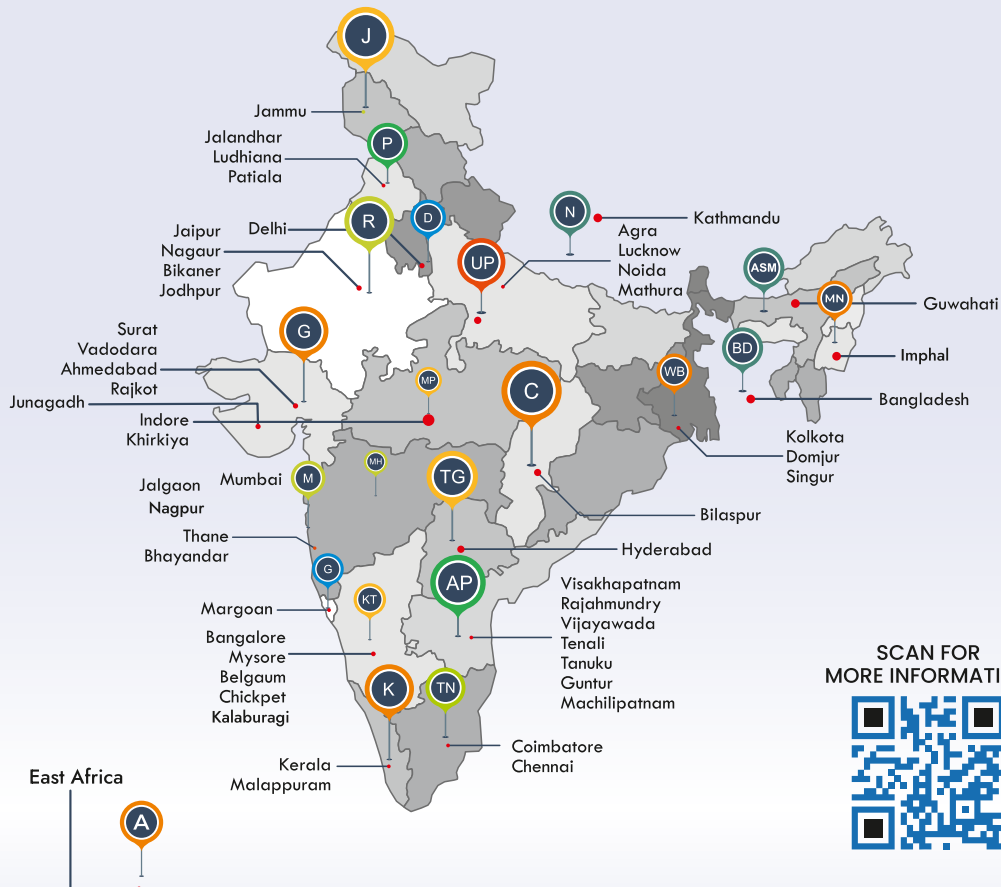 J
Jammu
Jalandhar
Ludhiana
Patiala
P
Jaipur
Nagaur
Bikaner
Jodhpur
Delhi
R
D
UP
N
Kathmandu
Agra
Lucknow
Noida
Mathura
ASM
MN
Guwahati
Imphal
BD
Bangladesh
G
Surat
Vadodara
Ahmedabad
Rajkot
Junagadh
Indore
Khirkiya
MP
C
WB
Kolkota
Domjur
Singur
Bilaspur
Mumbai
M
MH
Jalgaon
Nagpur
Thane
Bhayandar
TG
Hyderabad
G
Margoan
KT
AP
Visakhapatnam
Rajahmundry
Vijayawada
Tenali
Tanuku
Guntur
Machilipatnam
Bangalore
Mysore
Belgaum
Chickpet
Kalaburagi
K
TN
Coimbatore
Chennai
Kerala
Malappuram
SCAN FOR
MORE INFORMATI
East Africa
A